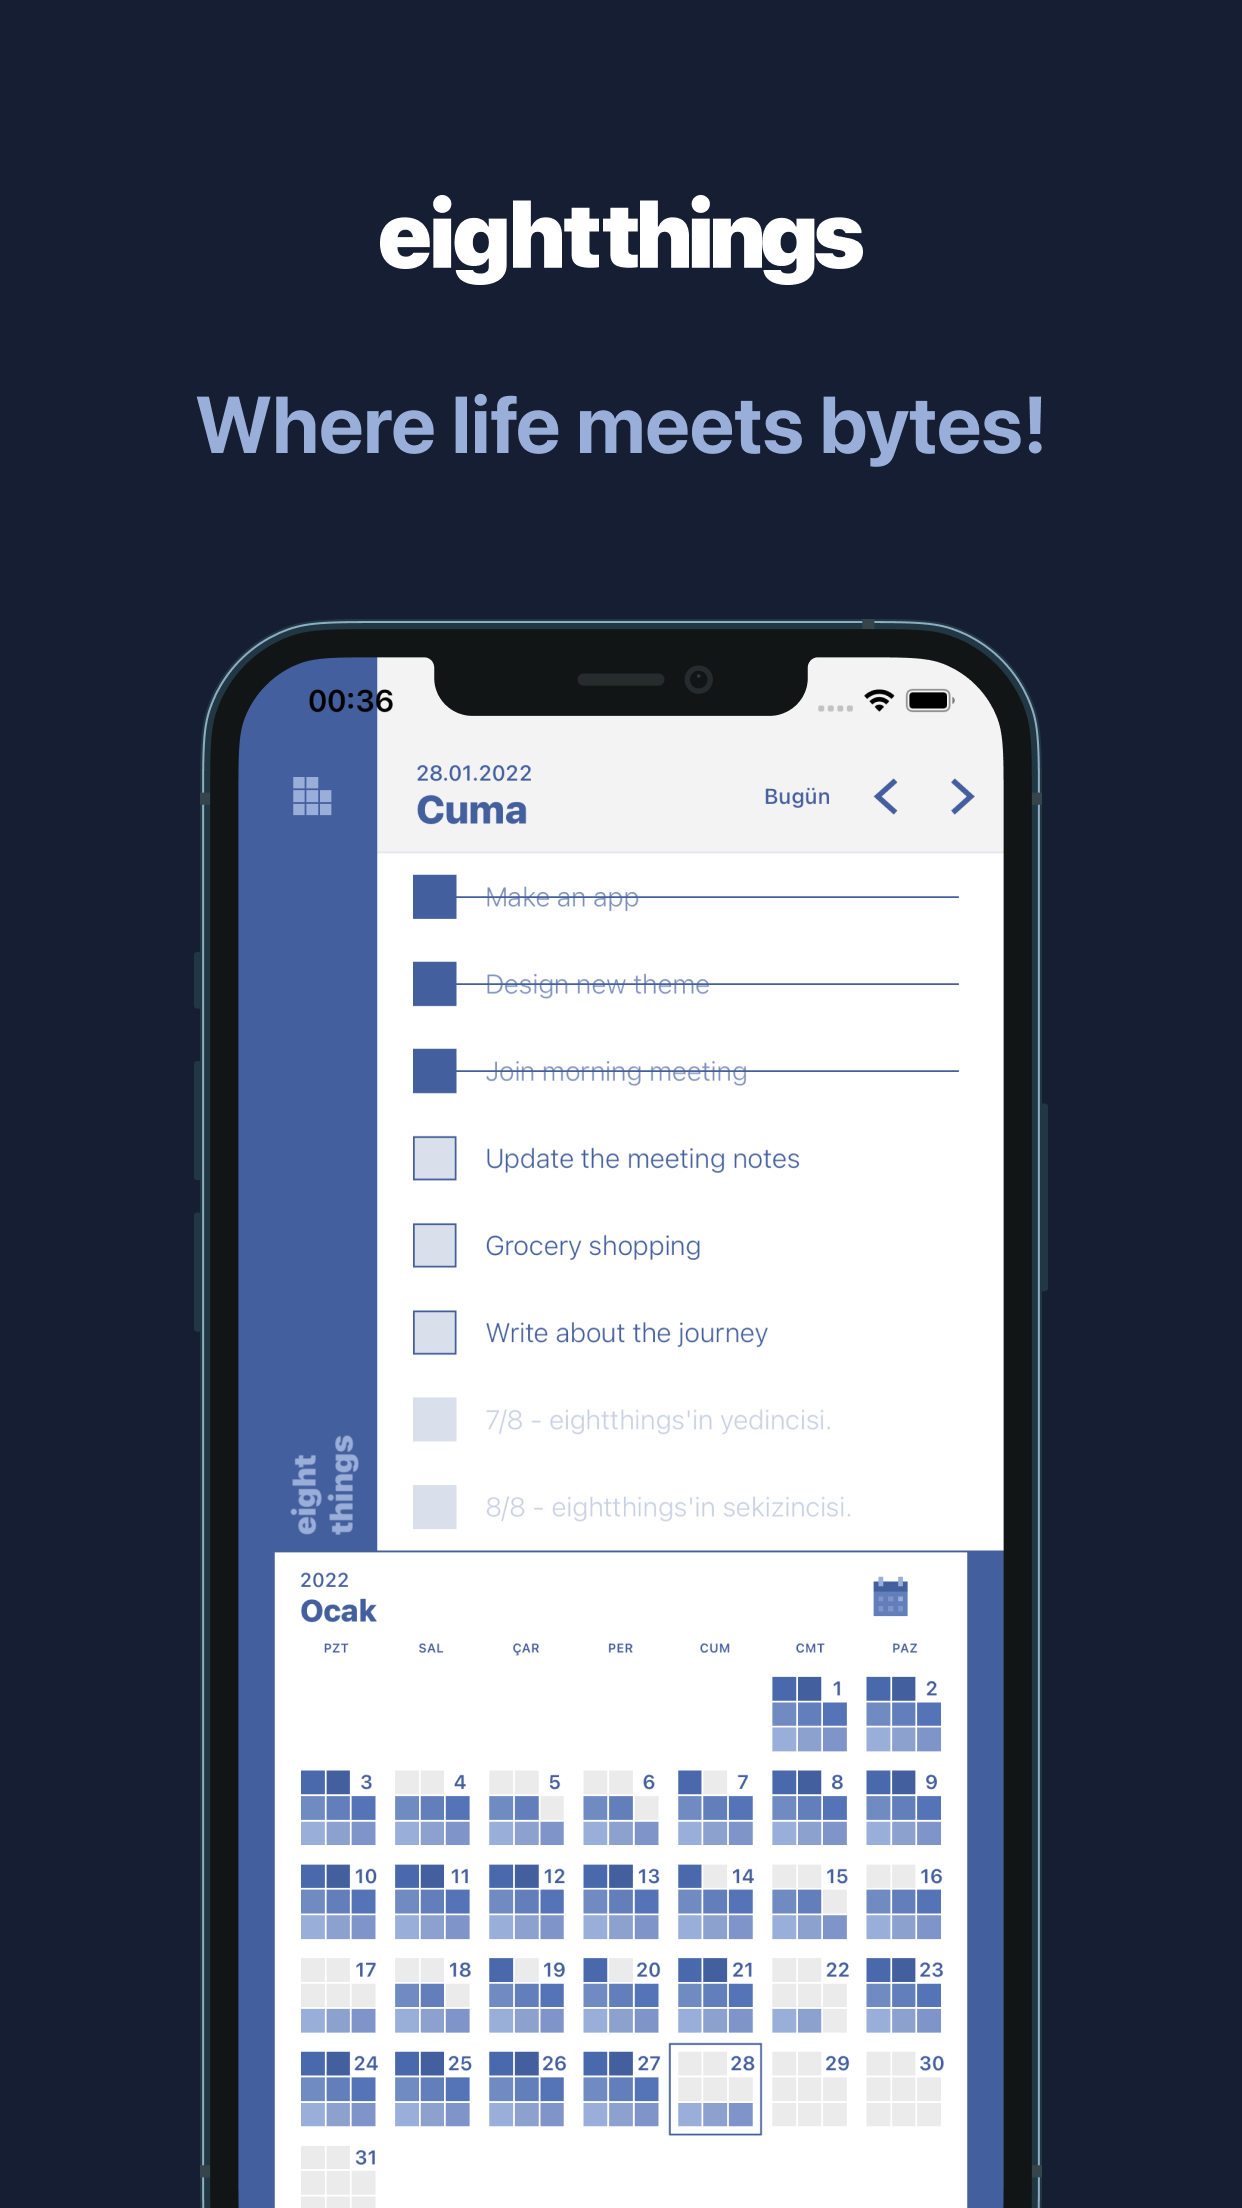 eightthings
Where life meets bytes!
00:36
28.01.2022
Cuma
Bugün
Make an app
Design new theme
Join morning meeting
Update the meeting notes
Grocery shopping
Write about the journey
7/8 - eightthings'in yedincisi.
8/8 - eightthings'in sekizincisi.
eight
things
2022
Ocak
PZT SAL ÇAR PER CUM CMT PAZ
1 2
3 4 5 6 7 8 9
10 11 12 13 14 15 16
17 18 19 20 21 22 23
24 25 26 27 28 29 30
31